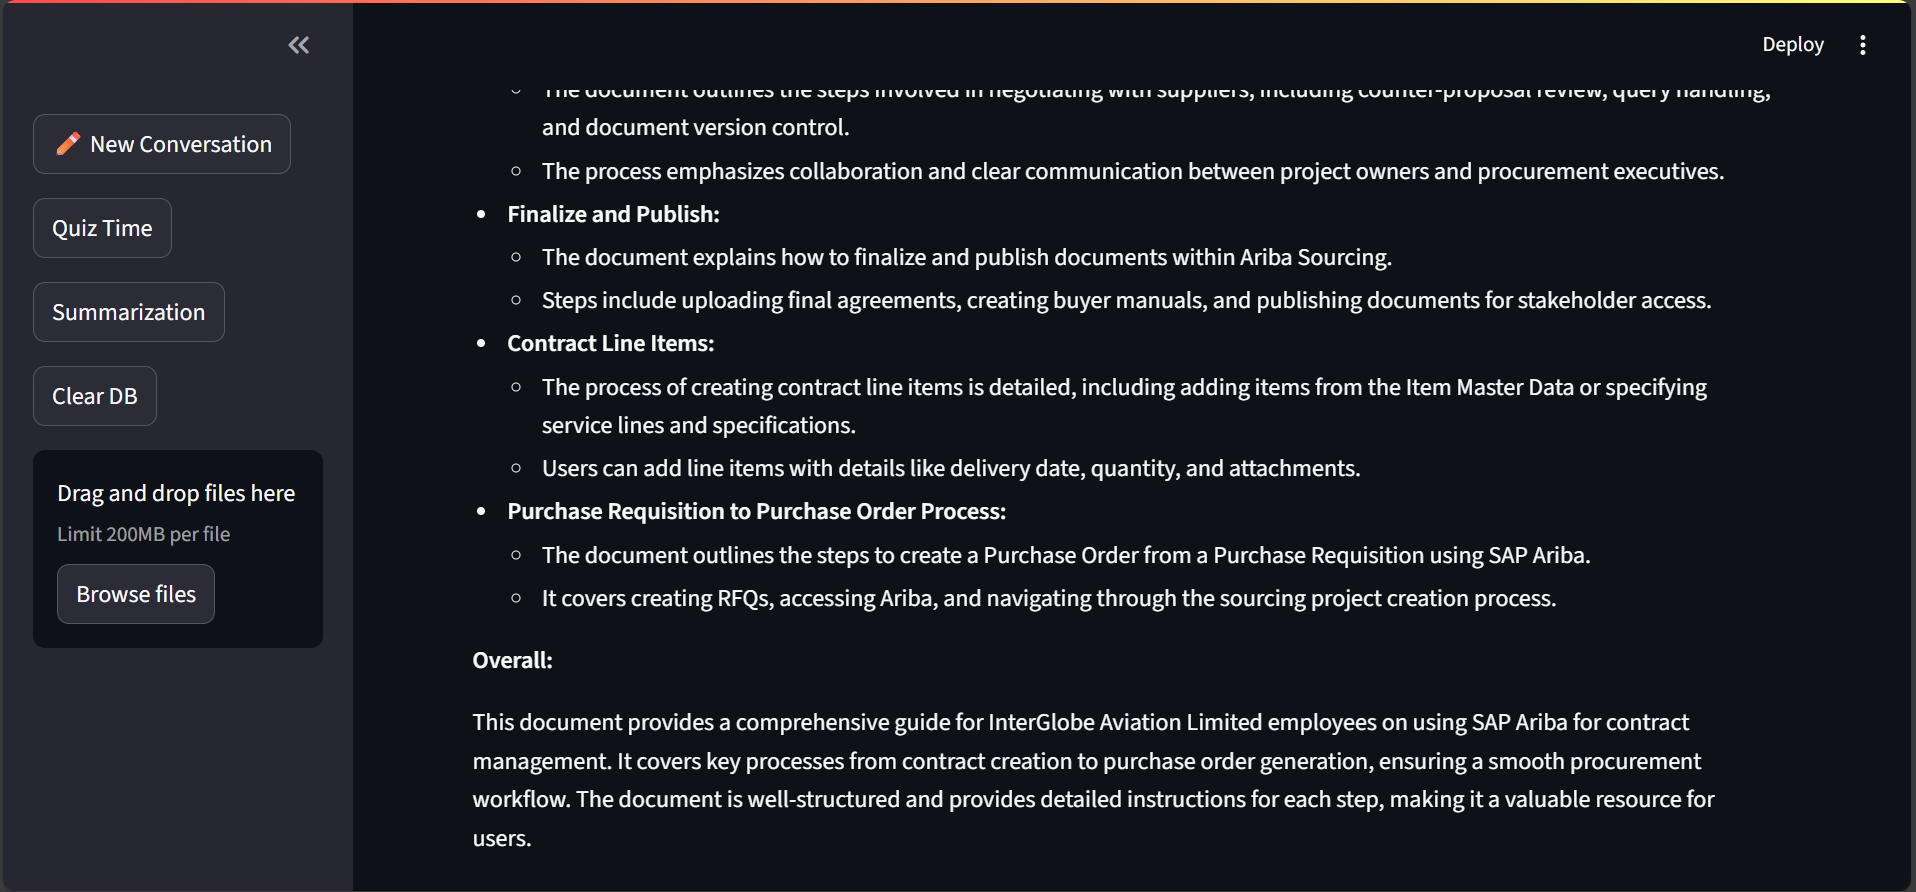 Deploy
New Conversation
Quiz Time
Summarization
Clear DB
Drag and drop files here
Limit 200MB per file
Browse files
The document outlines the steps involved in negotiating with suppliers, including counter-proposal review, query handling,
and document version control.
The process emphasizes collaboration and clear communication between project owners and procurement executives.
Finalize and Publish:
The document explains how to finalize and publish documents within Ariba Sourcing.
Steps include uploading final agreements, creating buyer manuals, and publishing documents for stakeholder access.
Contract Line Items:
The process of creating contract line items is detailed, including adding items from the Item Master Data or specifying
service lines and specifications.
Users can add line items with details like delivery date, quantity, and attachments.
Purchase Requisition to Purchase Order Process:
The document outlines the steps to create a Purchase Order from a Purchase Requisition using SAP Ariba.
It covers creating RFQs, accessing Ariba, and navigating through the sourcing project creation process.
Overall:
This document provides a comprehensive guide for InterGlobe Aviation Limited employees on using SAP Ariba for contract
management. It covers key processes from contract creation to purchase order generation, ensuring a smooth procurement
workflow. The document is well-structured and provides detailed instructions for each step, making it a valuable resource for
users.